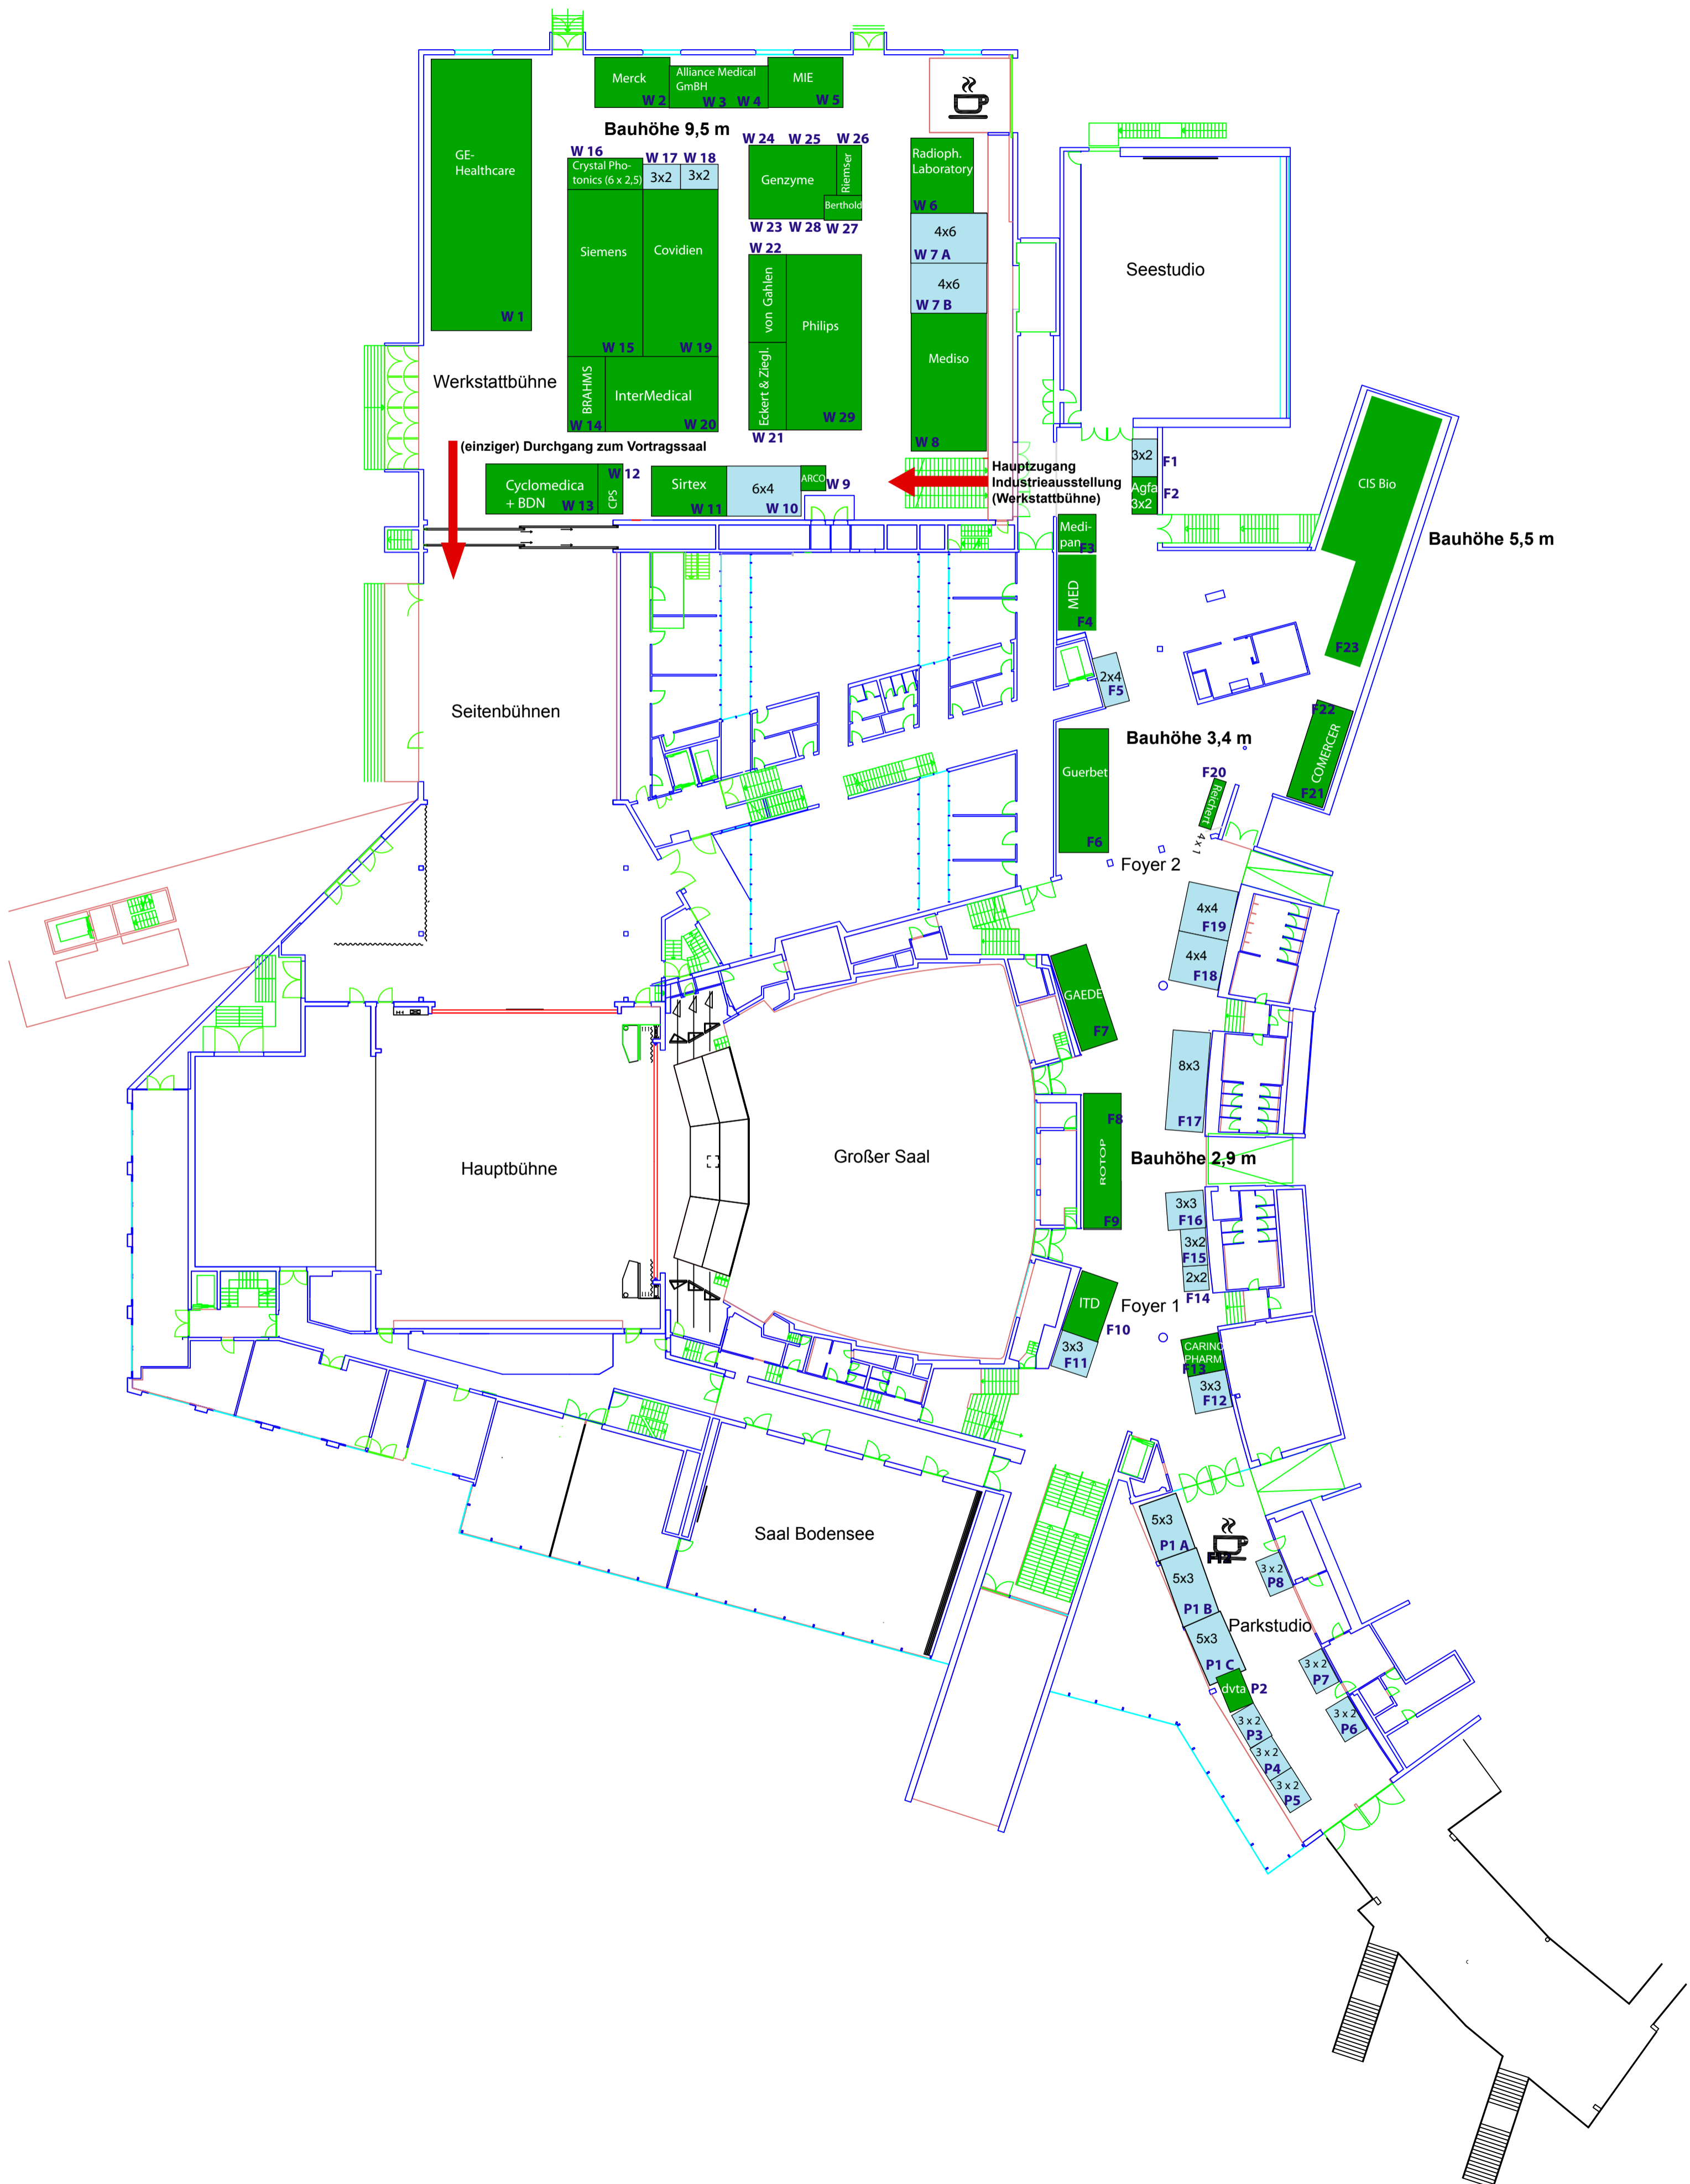 Merck
W 2
Alliance Medical
GmBH
W 3
W 4
MIE
W 5
Bauhöhe 9,5 m
GE-
Healthcare
W 1
W 16
Crystal Pho-
tonics (6 x 2,5)
W 17
3x2
W 18
3x2
Siemens
W 15
Covidien
W 19
BRAHMS
W 14
InterMedical
W 20
W 24
W 25
W 26
Genzyme
Riemser
Berthold
W 23
W 28
W 27
W 22
von Gahlen
Philips
Eckert & Ziegl.
W 29
W 21
Radioph.
Laboratory
W 6
4x6
W 7 A
4x6
W 7 B
Mediso
W 8
Seestudio
Werkstattbühne
(einziger) Durchgang zum Vortragssaal
Cyclomedica
+ BDN
W 13
W 12
CPS
Sirtex
W 11
6x4
W 10
ARCO
W 9
Hauptzugang
Industrieausstellung
(Werkstattbühne)
3x2
F1
Agfa
3x2
F2
Medi-
pan
F3
MED
F4
CIS Bio
F23
Bauhöhe 5,5 m
2x4
F5
Seitenbühnen
Bauhöhe 3,4 m
F22
COMERCER
F21
Guerbet
F6
F20
Reichert
4 x 1
Foyer 2
4x4
F19
4x4
F18
GAEDE
F7
8x3
F17
F8
ROTOP
F9
Bauhöhe 2,9 m
Großer Saal
Hauptbühne
3x3
F16
3x2
F15
2x2
F14
ITD
F10
Foyer 1
3x3
F11
CARINO
PHARM
F13
3x3
F12
Saal Bodensee
5x3
P1 A
F12
5x3
P1 B
3 x 2
P8
Parkstudio
5x3
P1 C
3 x 2
P7
dvta
P2
3 x 2
P6
3 x 2
P3
3 x 2
P4
3 x 2
P5